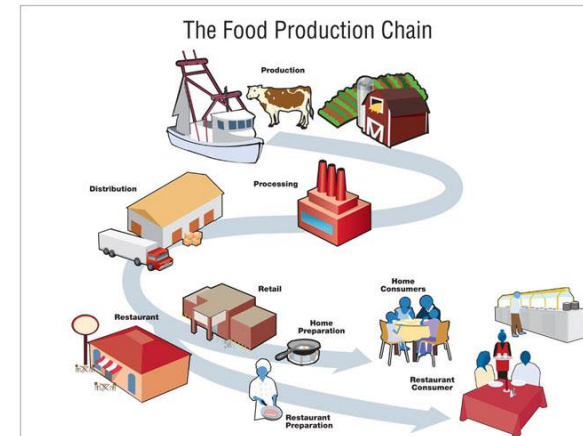 The Food Production Chain
Production
Processing
Distribution
Retail
Home
Consumers
Restaurant
Home
Preparation
Restaurant
Consumer
Restaurant
Preparation